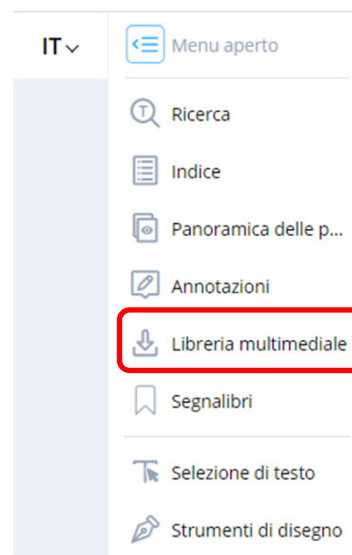 IT
Menu aperto
Ricerca
Indice
Panoramica delle p...
Annotazioni
Libreria multimediale
Segnalibri
Selezione di testo
Strumenti di disegno